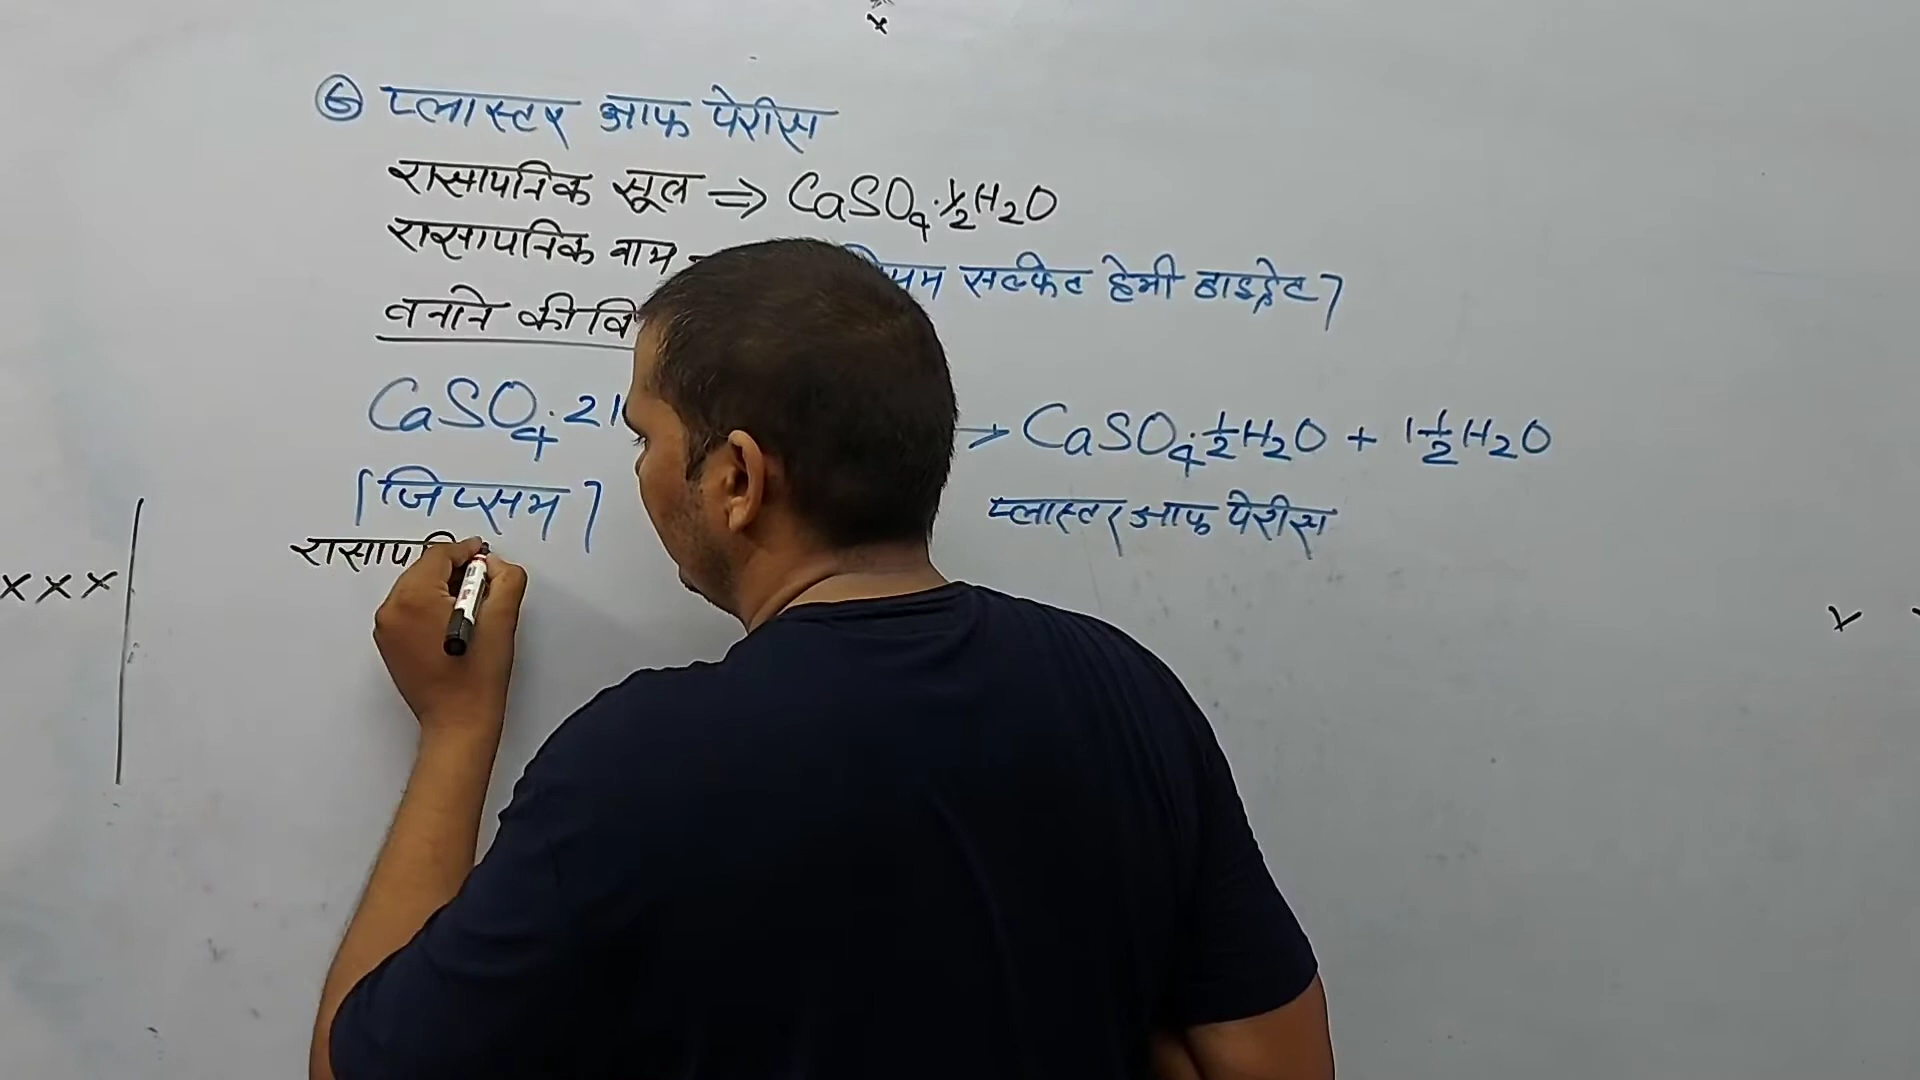 ⑥ प्लास्टर आफ पेरीस
रासायनिक सूत्र ⇒ CaSO₄·½H₂O
रासायनिक नाम
सल्फेट हेमी हाइड्रेट]
बनाने की वि
CaSO₄·2 → CaSO₄·½H₂O + 1½H₂O
[जिप्सम] प्लास्टर आफ पेरीस
रासाय
x x x